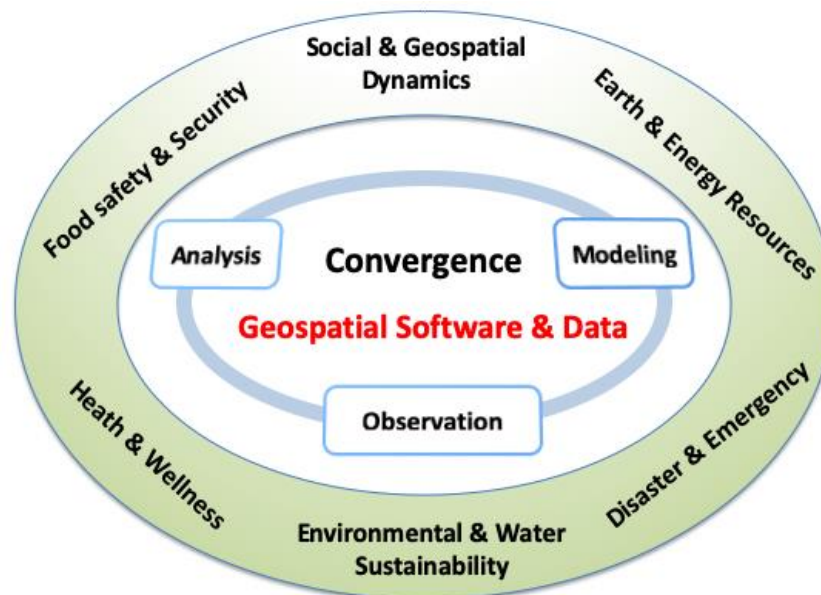 Social & Geospatial
Dynamics
Earth & Energy Resources
Food safety & Security
Analysis
Convergence
Modeling
Geospatial Software & Data
Observation
Heath & Wellness
Disaster & Emergency
Environmental & Water
Sustainability